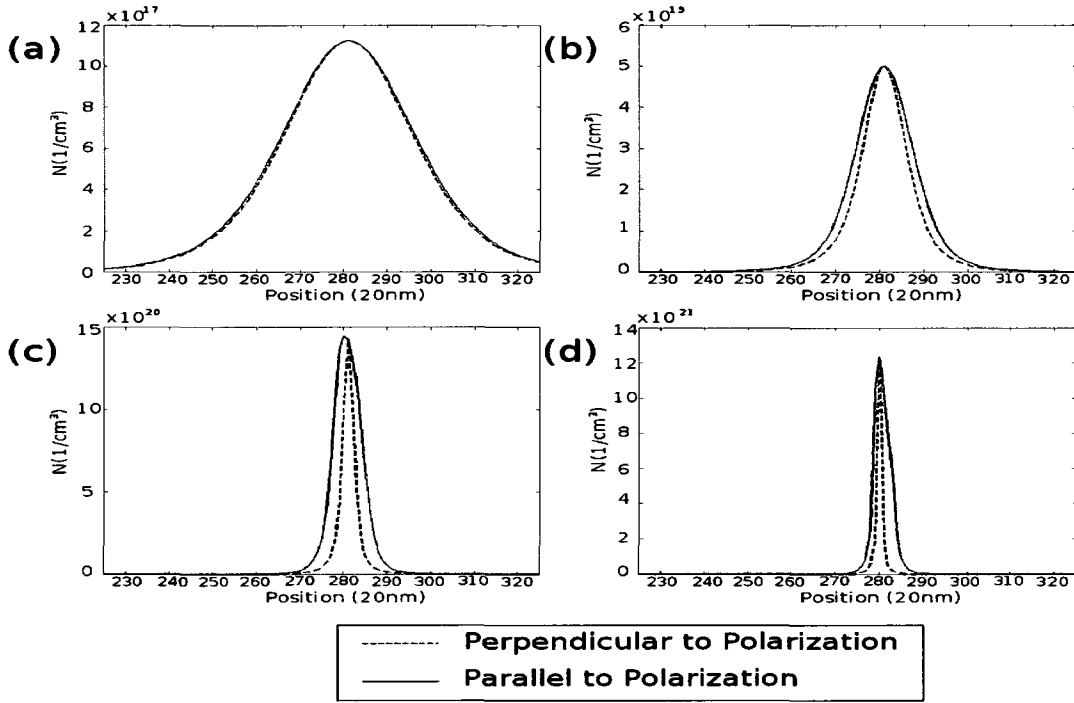 (a)
×10¹⁷
12
10
8
6
4
2
0
N(1/cm³)
230 240 250 260 270 280 290 300 310 320
Position (20nm)
(b)
6
5
4
3
2
1
0
N(1/cm³)
230 240 250 260 270 280 290 300 310 320
Position (20nm)
(c)
×10²⁰
15
10
5
0
N(1/cm³)
230 240 250 260 270 280 290 300 310 320
Position (20nm)
(d)
14
12
10
8
6
4
2
0
N(1/cm³)
230 240 250 260 270 280 290 300 310 320
Position (20nm)
Perpendicular to Polarization
Parallel to Polarization